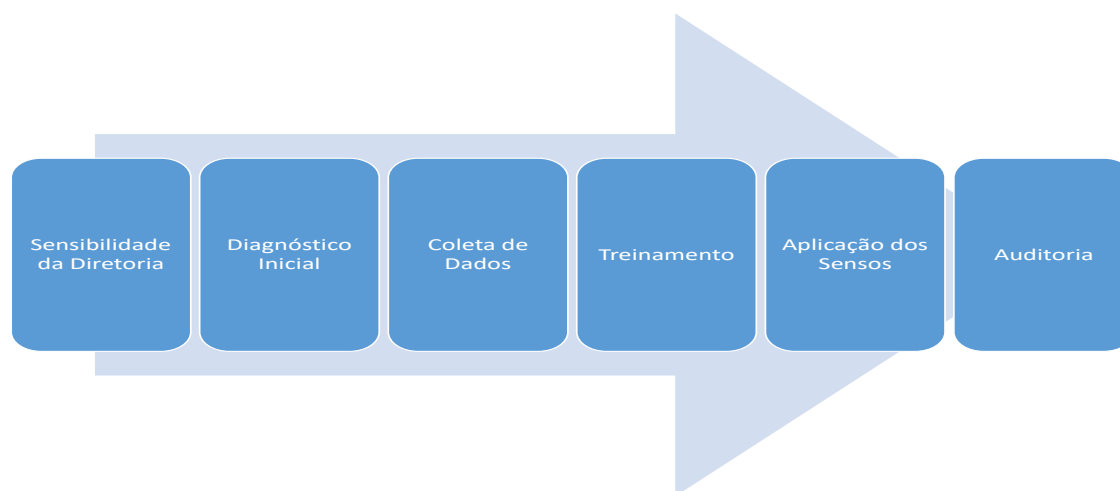 Sensibilidade
da Diretoria
Diagnóstico
Inicial
Coleta de
Dados
Treinamento
Aplicação dos
Sensos
Auditoria